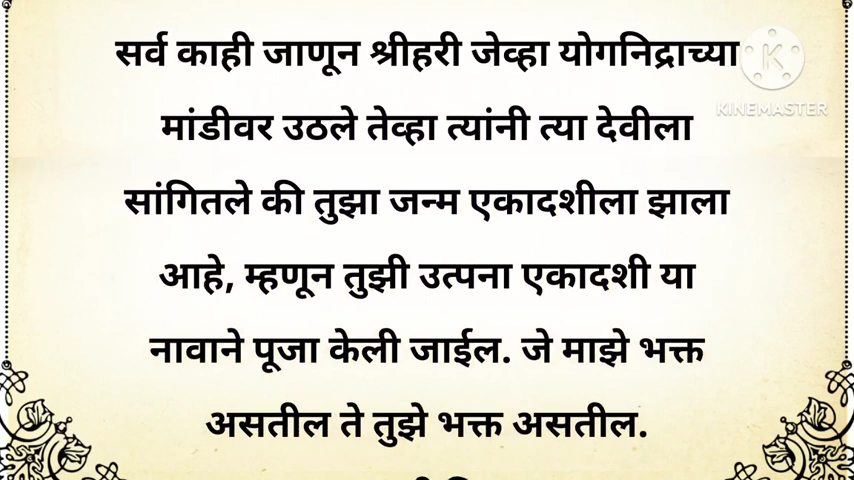 सर्व काही जाणून श्रीहरी जेव्हा योगनिद्राच्या
मांडीवर उठले तेव्हा त्यांनी त्या देवीला
सांगितले की तुझा जन्म एकादशीला झाला
आहे, म्हणून तुझी उत्पना एकादशी या
नावाने पूजा केली जाईल. जे माझे भक्त
असतील ते तुझे भक्त असतील.
K
KINEMASTER